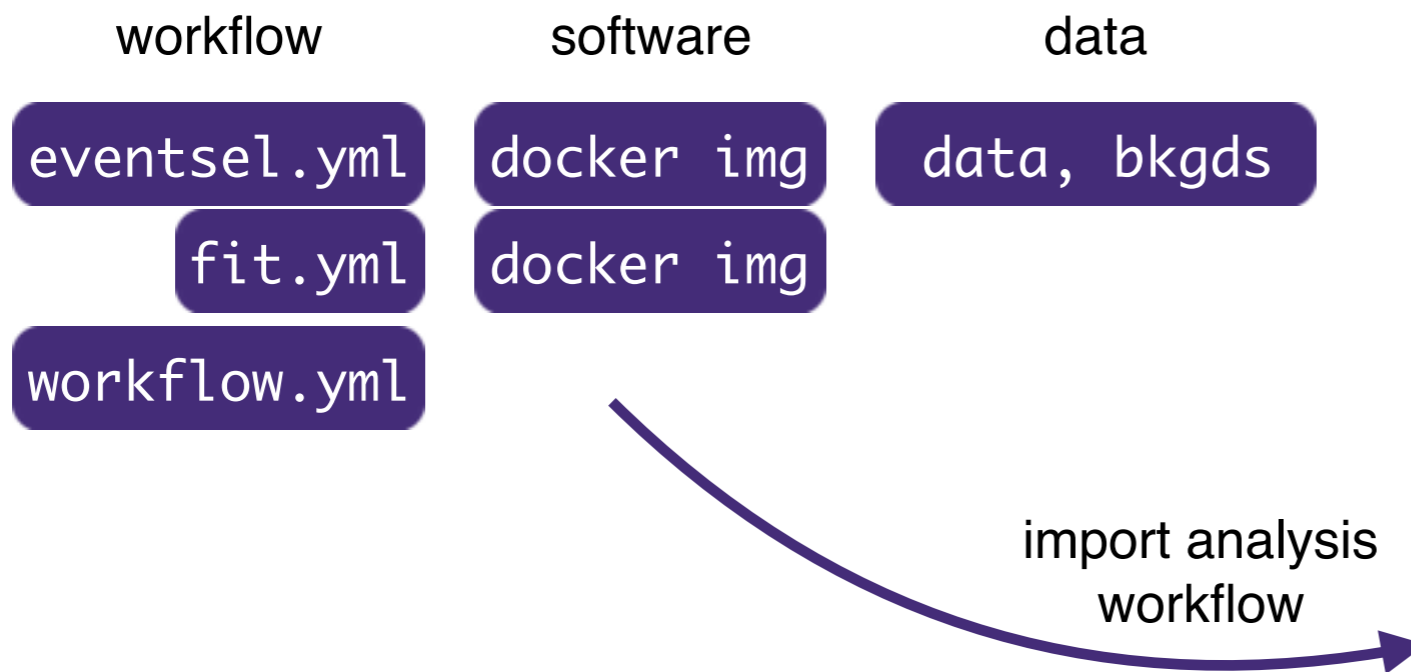 workflow software data
eventsel.yml docker img data, bkgds
fit.yml docker img
workflow.yml
import analysis
workflow